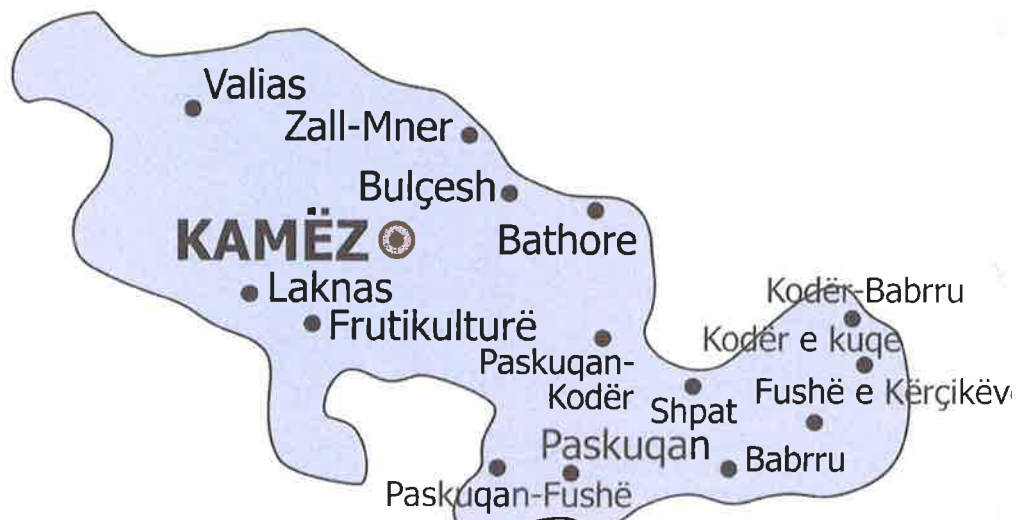 Valias
Zall-Mner
Bulçesh
KAMËZ
Bathore
Laknas
Frutikulturë
Kodër-Babrru
Kodër e kuqe
Paskuqan-
Kodër
Fushë e Kërçikëve
Shpat
Paskuqan
Babrru
Paskuqan-Fushë